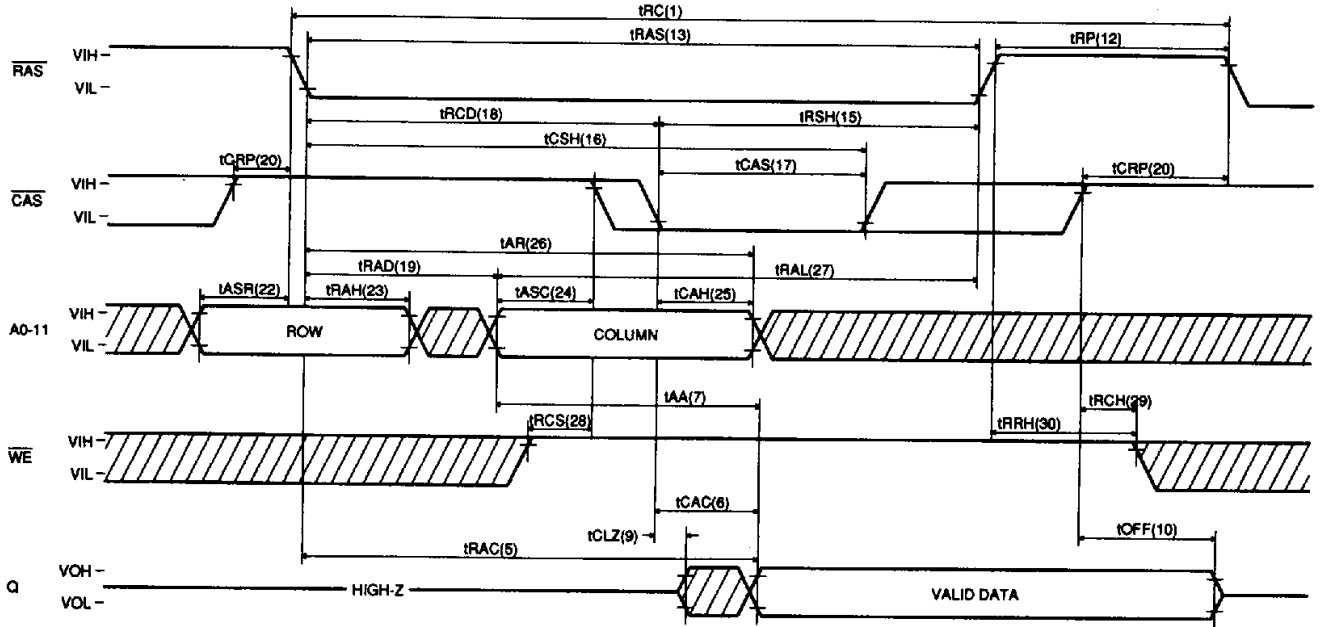 tRC(1)
tRAS(13)
tRP(12]
RAS
VIH
VIL
tRCD(18)
tRSH(15)
tCSH(16)
tCRP(20)
tCAS(17)
tCRP(20)
CAS
VIH
VIL
tAR(26)
tRAD(19)
tRAL(27)
tASR(22)
tRAH(23)
tASC(24)
tCAH(25)
A0-11
VIH
VIL
ROW
COLUMN
tAA(7)
tRCS(28)
tRCH(29)
tRRH(30)
WE
VIH
VIL
tCAC(6)
tCLZ(9)
tOFF(10)
tRAC(5)
Q
VOH
VOL
HIGH-Z
VALID DATA